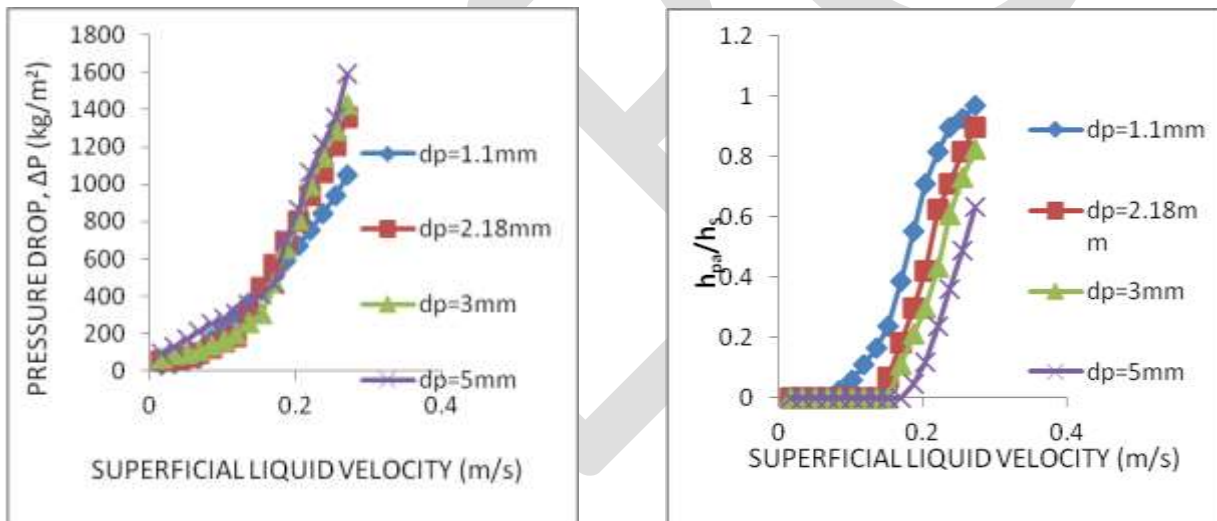 1800
1600
1400
1200
1000
800
600
400
200
0
PRESSURE DROP, ΔP (kg/m²)
0
0.2
0.4
SUPERFICIAL LIQUID VELOCITY (m/s)
dp=1.1mm
dp=2.18mm
dp=3mm
dp=5mm
1.2
1
0.8
0.6
0.4
0.2
0
hpa/hs
0
0.2
0.4
SUPERFICIAL LIQUID VELOCITY (m/s)
dp=1.1mm
dp=2.18m
m
dp=3mm
dp=5mm